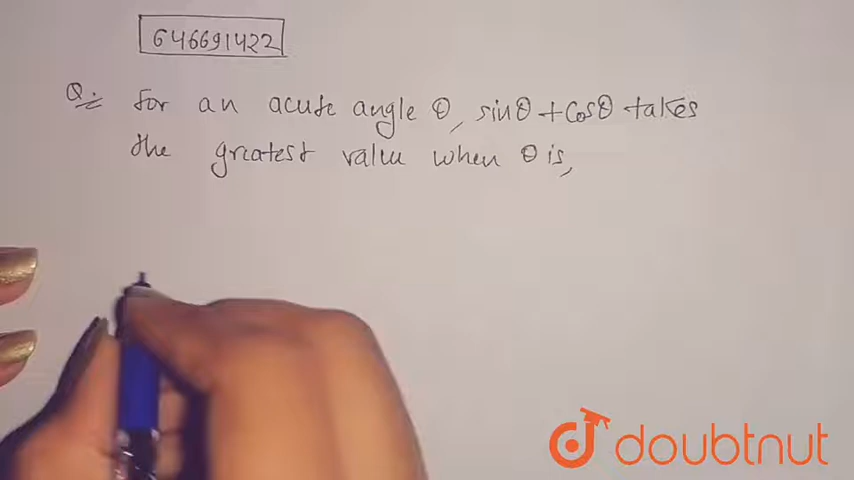 646691422
Q. For an acute angle θ, sinθ + cosθ takes
the greatest value when θ is,
doubtnut